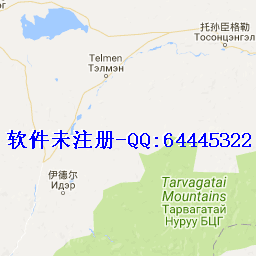 托孙臣格勒
Тосонцэнгэл
Telmen
Тэлмэн
软件未注册-QQ:64445322
伊德尔
Идэр
Tarvagatai
Mountains
Тарвагатай
Нуруу БЦГ